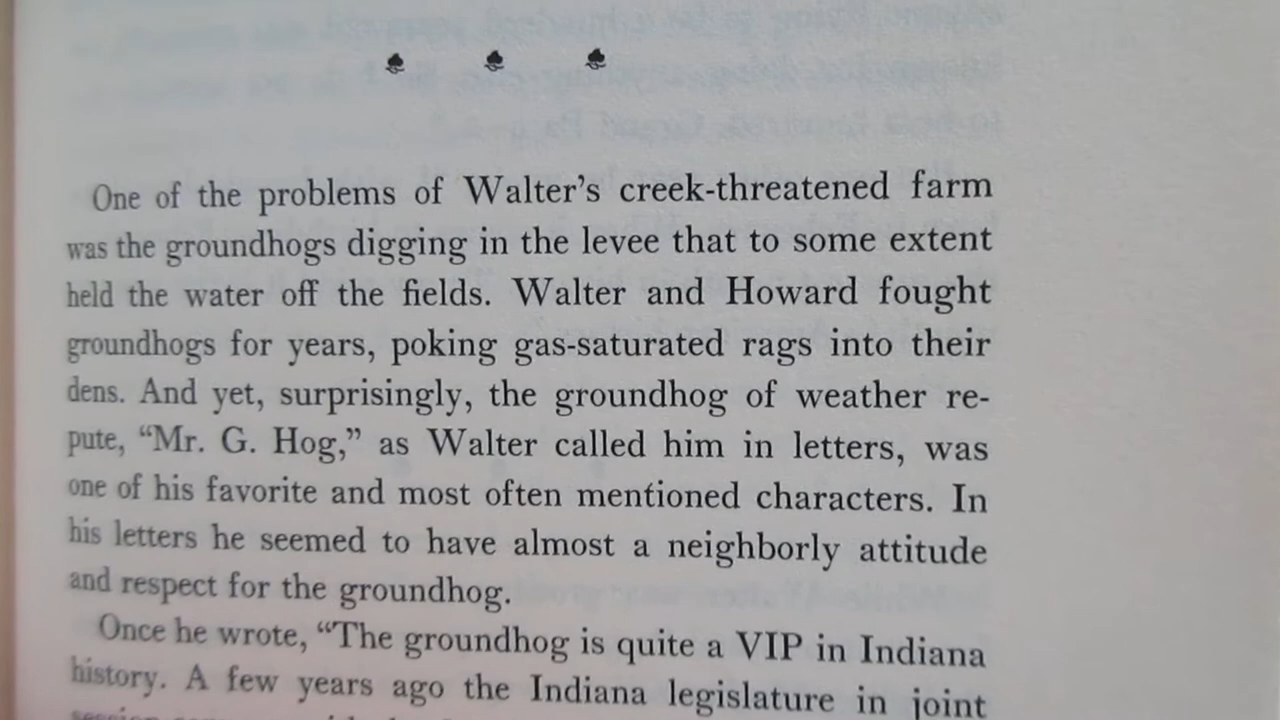 One of the problems of Walter's creek-threatened farm
was the groundhogs digging in the levee that to some extent
held the water off the fields. Walter and Howard fought
groundhogs for years, poking gas-saturated rags into their
dens. And yet, surprisingly, the groundhog of weather re-
pute, “Mr. G. Hog,” as Walter called him in letters, was
one of his favorite and most often mentioned characters. In
his letters he seemed to have almost a neighborly attitude
and respect for the groundhog.
Once he wrote, “The groundhog is quite a VIP in Indiana
history. A few years ago the Indiana legislature in joint